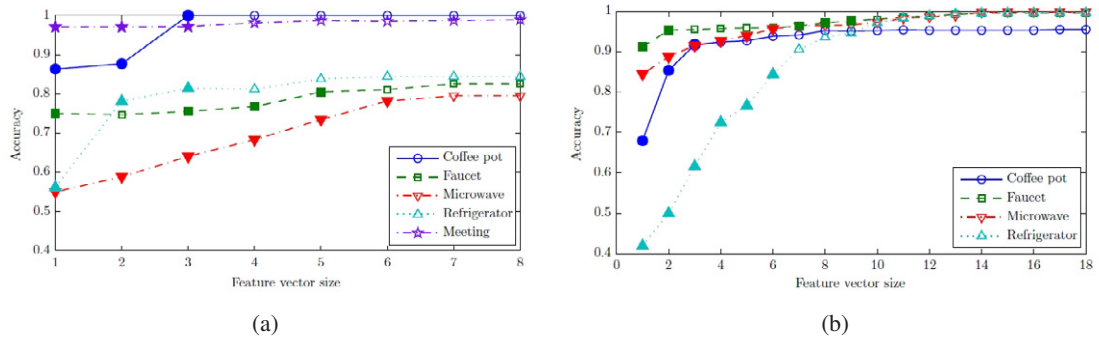 1
0.9
0.8
0.7
0.6
0.5
0.4
Accuracy
1 2 3 4 5 6 7 8
Feature vector size
Coffee pot
Faucet
Microwave
Refrigerator
Meeting
(a)
1
0.9
0.8
0.7
0.6
0.5
0.4
Accuracy
0 2 4 6 8 10 12 14 16 18
Feature vector size
Coffee pot
Faucet
Microwave
Refrigerator
(b)